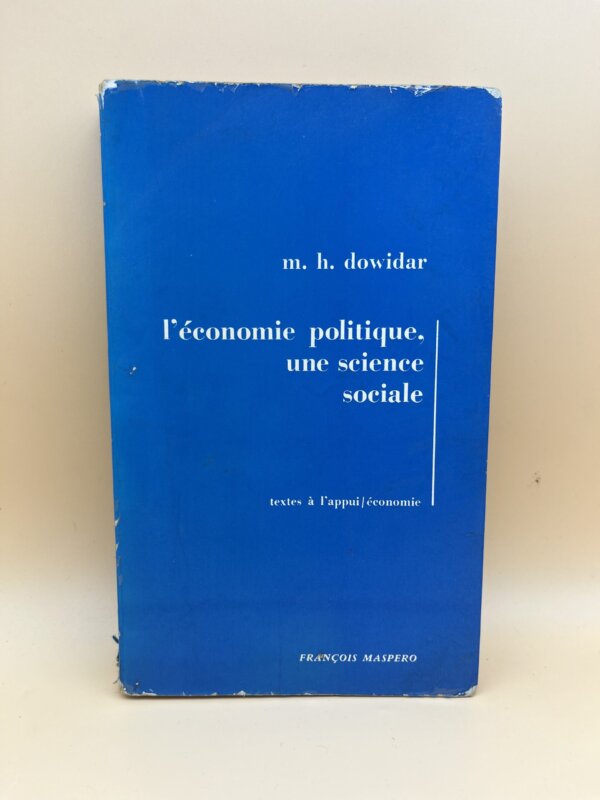 m. h. dowidar
l'économie politique,
une science
sociale
textes à l'appui/économie
FRANÇOIS MASPERO